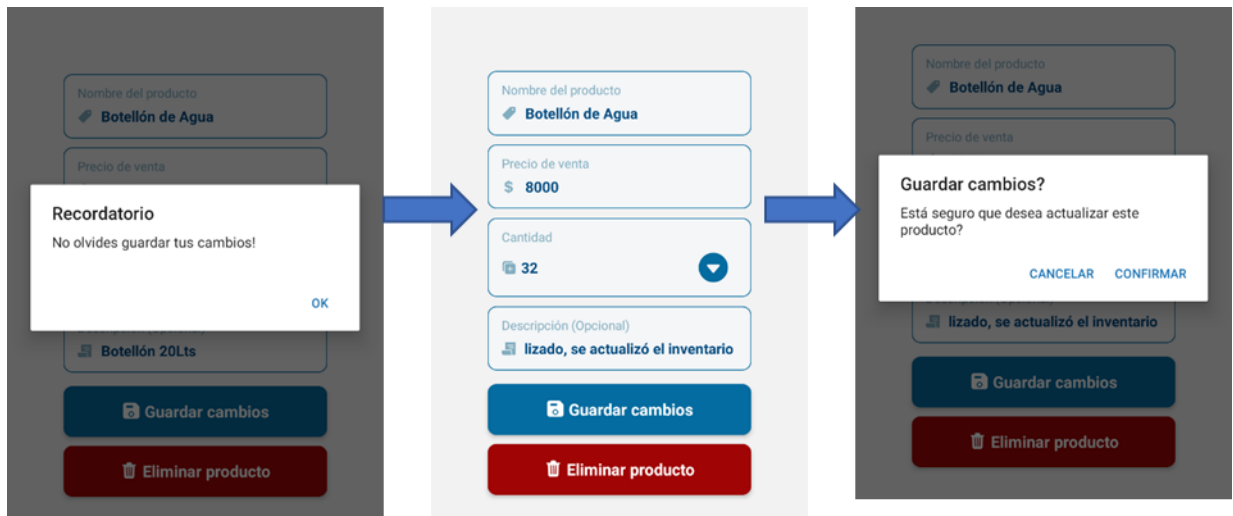 Nombre del producto
Botellón de Agua
Precio de venta
Recordatorio
No olvides guardar tus cambios!
OK
Descripción (Opcional)
Botellón 20Lts
Guardar cambios
Eliminar producto
Nombre del producto
Botellón de Agua
Precio de venta
$ 8000
Cantidad
32
Descripción (Opcional)
lizado, se actualizó el inventario
Guardar cambios
Eliminar producto
Nombre del producto
Botellón de Agua
Precio de venta
Guardar cambios?
Está seguro que desea actualizar este
producto?
CANCELAR CONFIRMAR
lizado, se actualizó el inventario
Guardar cambios
Eliminar producto